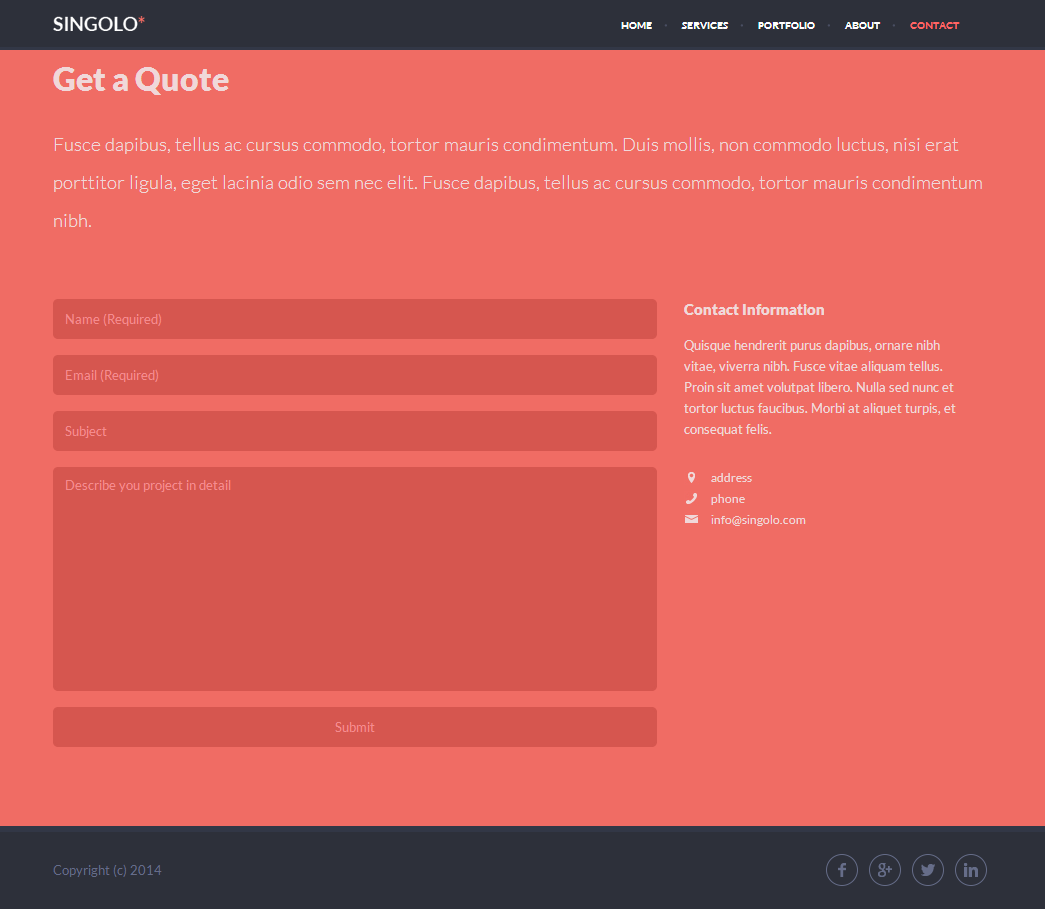 SINGOLO*
HOME • SERVICES • PORTFOLIO • ABOUT • CONTACT
Get a Quote
Fusce dapibus, tellus ac cursus commodo, tortor mauris condimentum. Duis mollis, non commodo luctus, nisi erat
porttitor ligula, eget lacinia odio sem nec elit. Fusce dapibus, tellus ac cursus commodo, tortor mauris condimentum
nibh.
Name (Required)
Email (Required)
Subject
Describe you project in detail
Submit
Contact Information
Quisque hendrerit purus dapibus, ornare nibh
vitae, viverra nibh. Fusce vitae aliquam tellus.
Proin sit amet volutpat libero. Nulla sed nunc et
tortor luctus faucibus. Morbi at aliquet turpis, et
consequat felis.
address
phone
info@singolo.com
Copyright (c) 2014
f g+ in